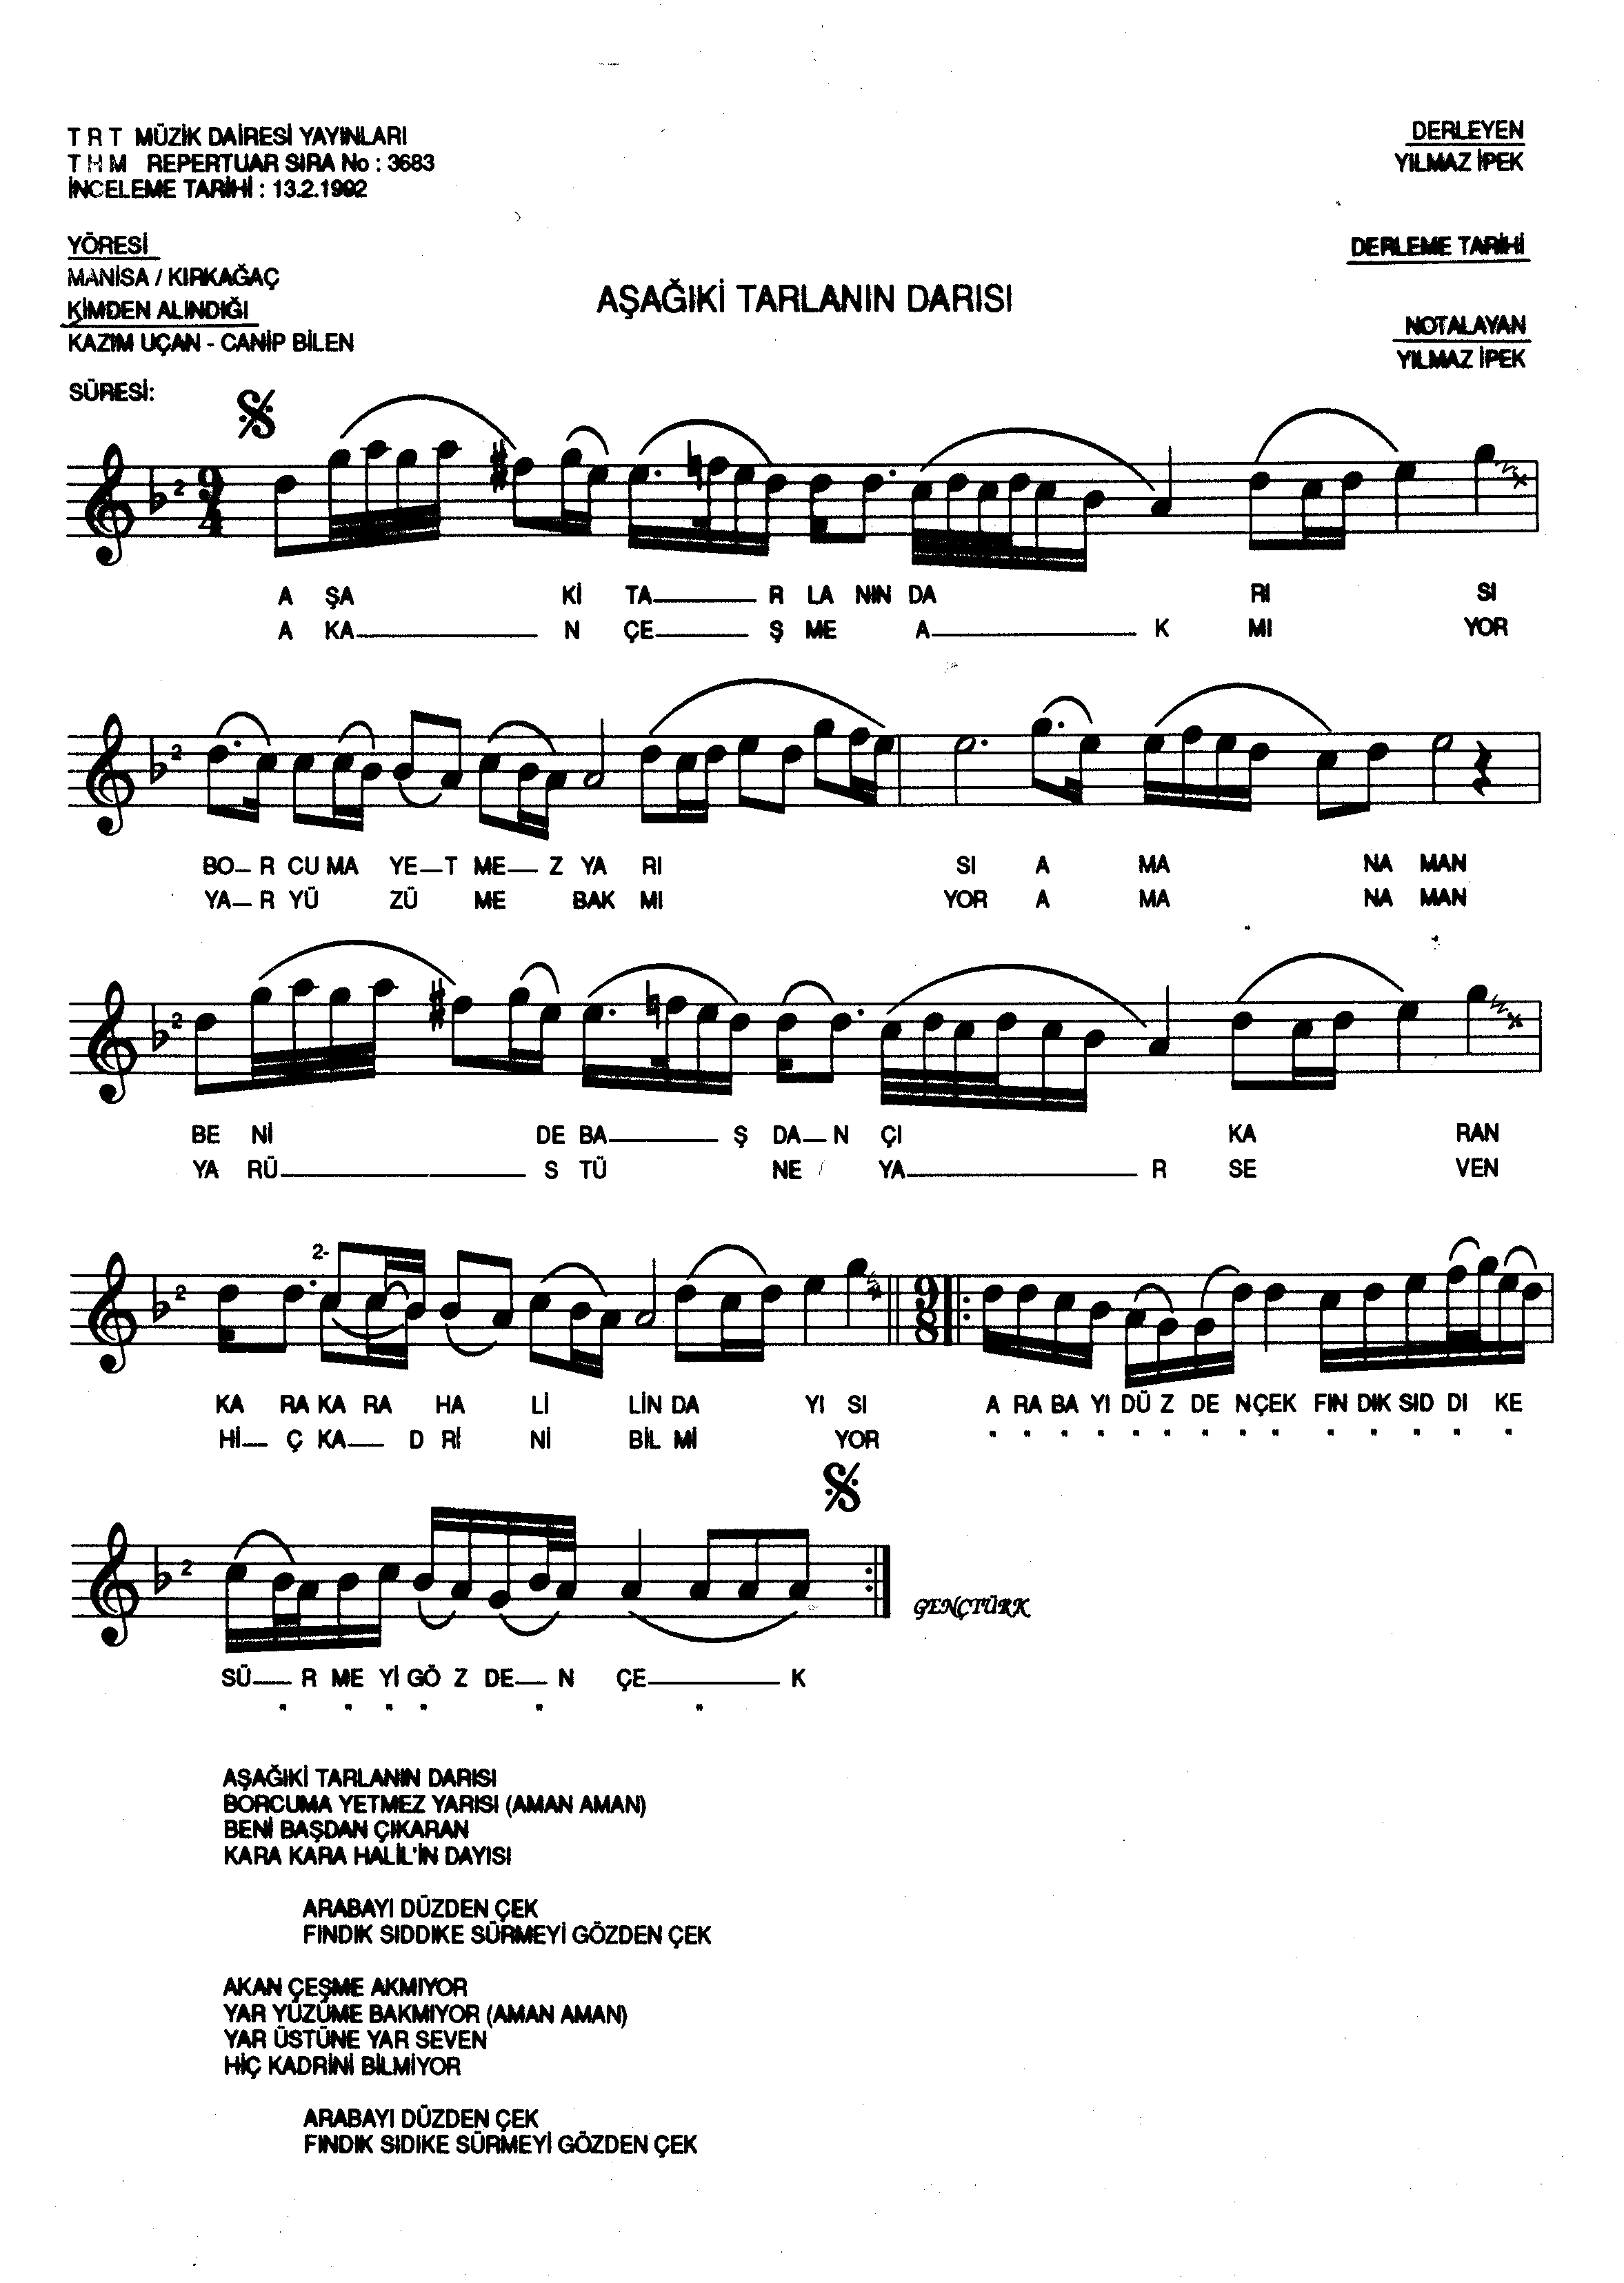 T R T MÜZİK DAİRESİ YAYINLARI
T H M REPERTUAR SIRA No : 3683
İNCELEME TARİHİ : 13.2.1992
DERLEYEN
YILMAZ İPEK
YÖRESİ
MANİSA / KIRKAĞAÇ
KİMDEN ALINDIĞI
KAZIM UÇAN - CANİP BİLEN
SÜRESİ:
AŞAĞIKİ TARLANIN DARISI
DERLEME TARİHİ
NOTALAYAN
YILMAZ İPEK
2 9 4
A ŞA Kİ TA R LA NIN DA RI SI
A KA N ÇE Ş ME A K MI YOR
2
BO R CU MA YE T ME Z YA RI SI A MA NA MAN
YA R YÜ ZÜ ME BAK MI YOR A MA NA MAN
2
BE Nİ DE BA Ş DA N ÇI KA RAN
YA RÜ S TÜ NE YA R SE VEN
2 2- 9 8
KA RA KA RA HA Lİ LİN DA YI SI A RA BA YI DÜ Z DE N ÇEK FIN DIK SID DI KE
Hİ Ç KA D Rİ Nİ BİL Mİ YOR " " " " " " " " " " " " " "
2
GENÇTÜRK
SÜ R ME Yİ GÖ Z DE N ÇE K
" " " " " "
AŞAĞIKİ TARLANIN DARISI
BORCUMA YETMEZ YARISI (AMAN AMAN)
BENİ BAŞDAN ÇIKARAN
KARA KARA HALİL'İN DAYISI
ARABAYI DÜZDEN ÇEK
FINDIK SIDDIKE SÜRMEYİ GÖZDEN ÇEK
AKAN ÇEŞME AKMIYOR
YAR YÜZÜME BAKMIYOR (AMAN AMAN)
YAR ÜSTÜNE YAR SEVEN
HİÇ KADRİNİ BİLMİYOR
ARABAYI DÜZDEN ÇEK
FINDIK SIDIKE SÜRMEYİ GÖZDEN ÇEK